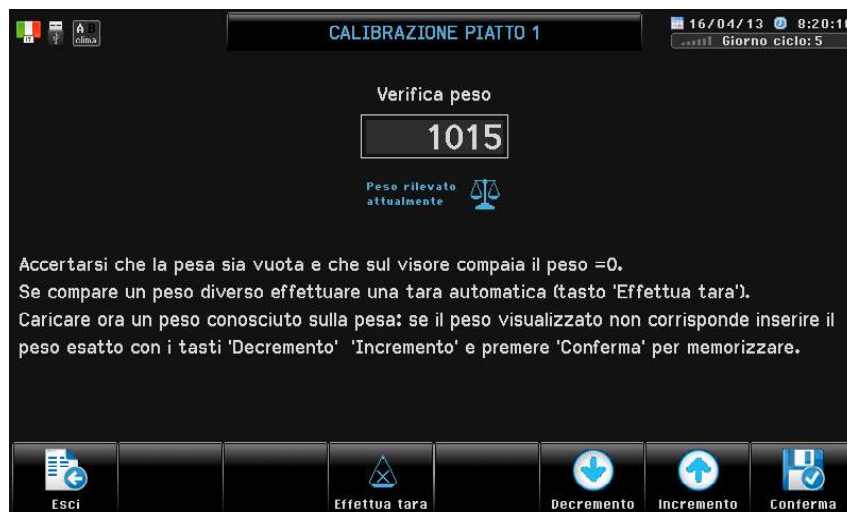 IT
A B
clima
CALIBRAZIONE PIATTO 1
16/04/13 8:20:10
Giorno ciclo: 5
Verifica peso
1015
Peso rilevato
attualmente
Accertarsi che la pesa sia vuota e che sul visore compaia il peso =0.
Se compare un peso diverso effettuare una tara automatica (tasto 'Effettua tara').
Caricare ora un peso conosciuto sulla pesa: se il peso visualizzato non corrisponde inserire il
peso esatto con i tasti 'Decremento' 'Incremento' e premere 'Conferma' per memorizzare.
Esci
Effettua tara
Decremento
Incremento
Conferma